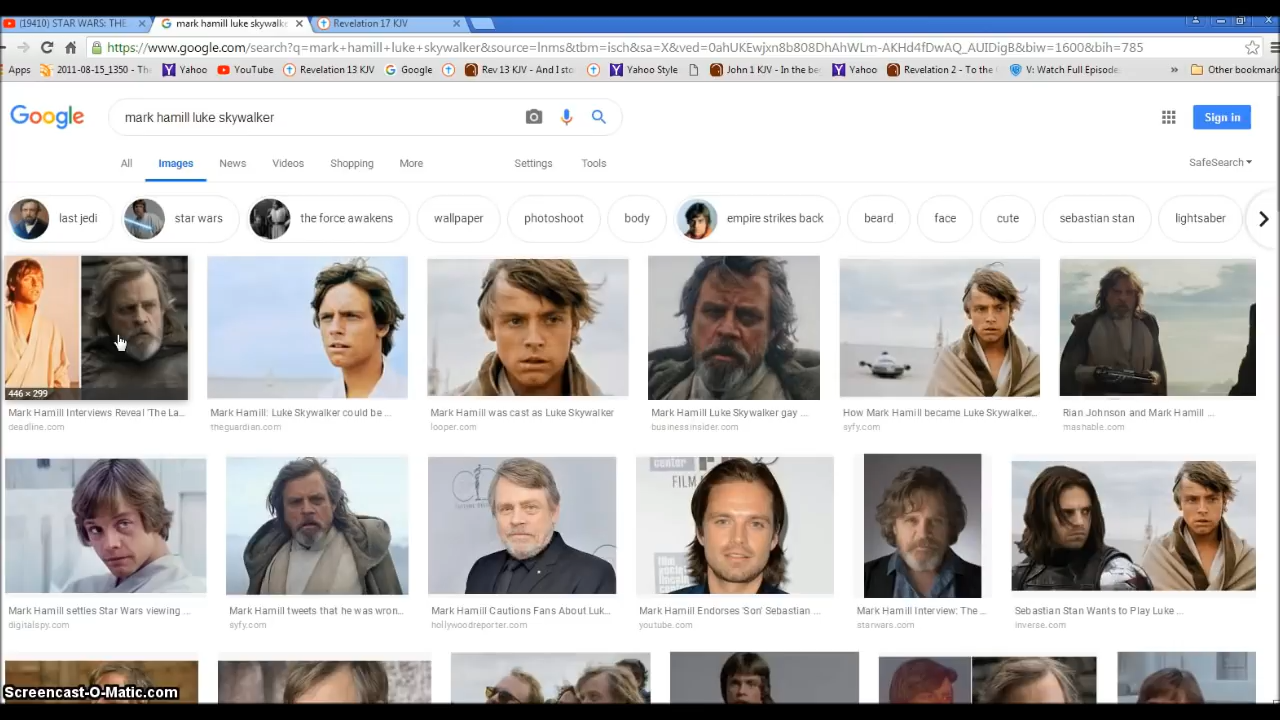 (19410) STAR WARS: THE
mark hamill luke skywalke
Revelation 17 KJV
https://www.google.com/search?q=mark+hamill+luke+skywalker&source=lnms&tbm=isch&sa=X&ved=0ahUKEwjxn8b808DhAhWLm-AKHd4fDwAQ_AUIDigB&biw=1600&bih=785
Apps 2011-08-15_1350 - Th Yahoo YouTube Revelation 13 KJV Google Rev 13 KJV - And I sto Yahoo Style John 1 KJV - In the be Yahoo Revelation 2 - To the V: Watch Full Episode » Other bookmark
Google
mark hamill luke skywalker
Sign in
All Images News Videos Shopping More Settings Tools SafeSearch
last jedi star wars the force awakens wallpaper photoshoot body empire strikes back beard face cute sebastian stan lightsaber
446 × 299
Mark Hamill Interviews Reveal 'The La...
deadline.com
Mark Hamill: Luke Skywalker could be ...
theguardian.com
Mark Hamill was cast as Luke Skywalker
looper.com
Mark Hamill Luke Skywalker gay ...
businessinsider.com
How Mark Hamill became Luke Skywalker...
syfy.com
Rian Johnson and Mark Hamill ...
mashable.com
center
FILM
film
Mark Hamill settles Star Wars viewing ...
digitalspy.com
Mark Hamill tweets that he was wron...
syfy.com
Mark Hamill Cautions Fans About Luk...
hollywoodreporter.com
Mark Hamill Endorses 'Son' Sebastian ...
youtube.com
Mark Hamill Interview: The ...
starwars.com
Sebastian Stan Wants to Play Luke ...
inverse.com
Screencast-O-Matic.com